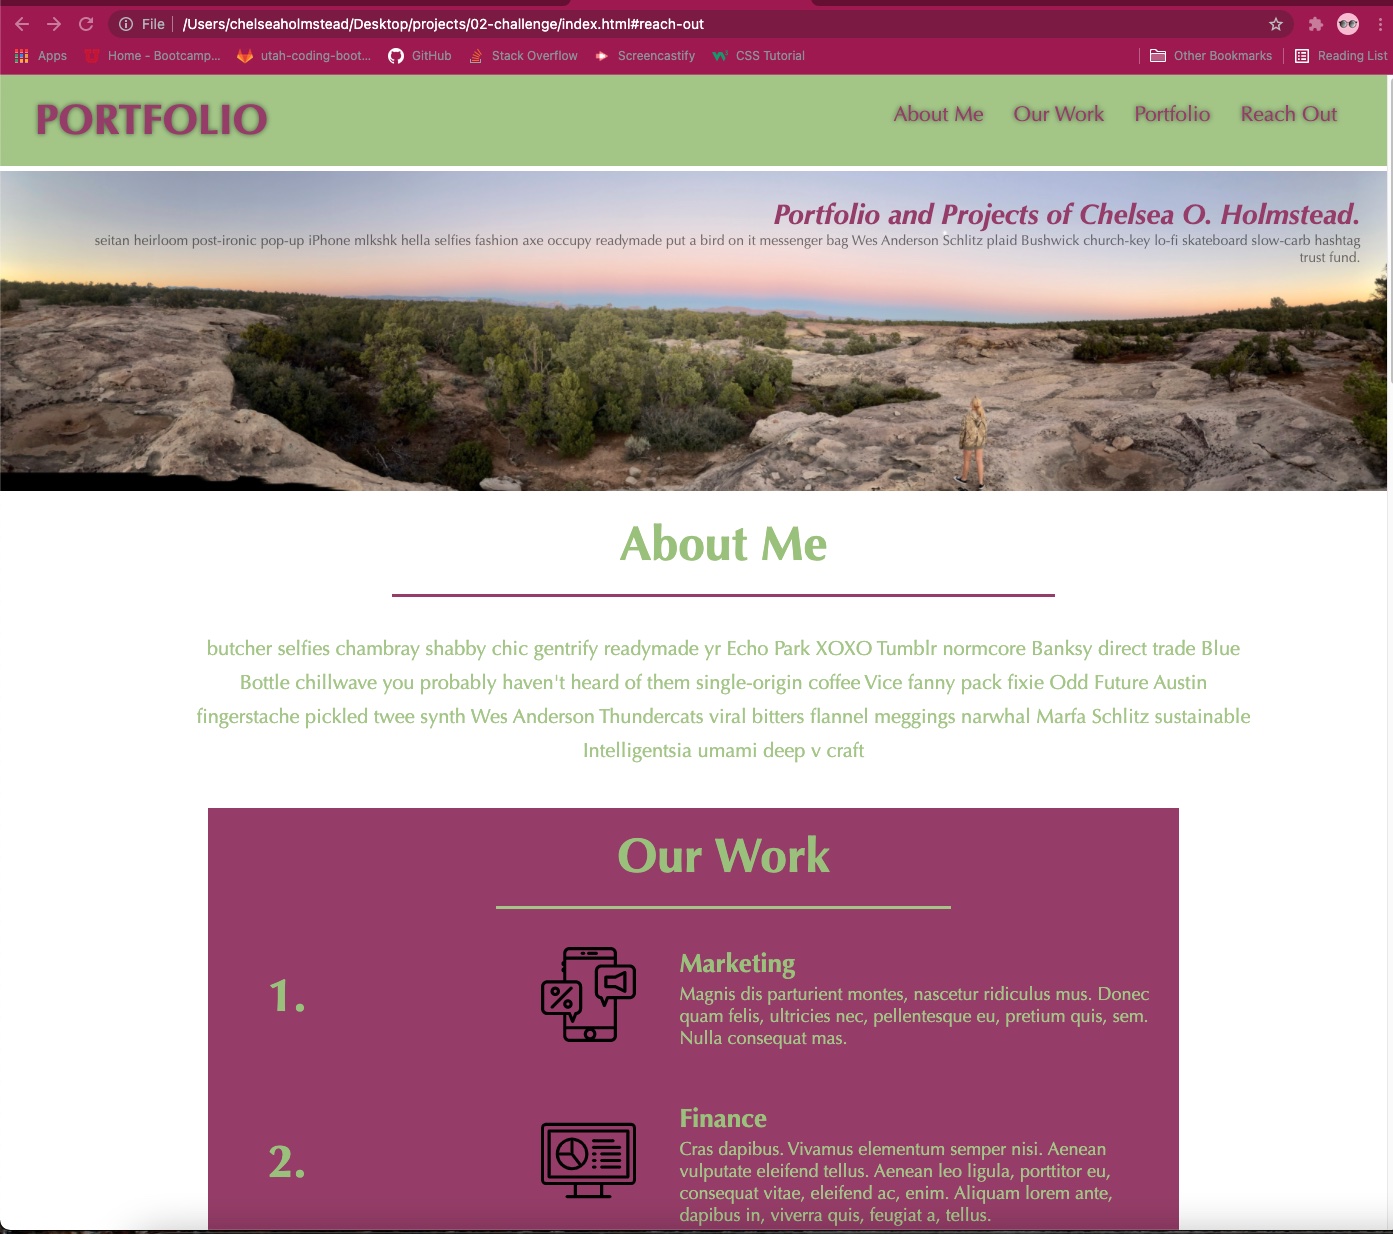 File | /Users/chelseaholmstead/Desktop/projects/02-challenge/index.html#reach-out
Apps Home - Bootcamp... utah-coding-boot... GitHub Stack Overflow Screencastify CSS Tutorial Other Bookmarks Reading List
PORTFOLIO
About Me Our Work Portfolio Reach Out
Portfolio and Projects of Chelsea O. Holmstead.
seitan heirloom post-ironic pop-up iPhone mlkshk hella selfies fashion axe occupy readymade put a bird on it messenger bag Wes Anderson Schlitz plaid Bushwick church-key lo-fi skateboard slow-carb hashtag
trust fund.
About Me
butcher selfies chambray shabby chic gentrify readymade yr Echo Park XOXO Tumblr normcore Banksy direct trade Blue
Bottle chillwave you probably haven't heard of them single-origin coffee Vice fanny pack fixie Odd Future Austin
fingerstache pickled twee synth Wes Anderson Thundercats viral bitters flannel meggings narwhal Marfa Schlitz sustainable
Intelligentsia umami deep v craft
Our Work
1.
Marketing
Magnis dis parturient montes, nascetur ridiculus mus. Donec
quam felis, ultricies nec, pellentesque eu, pretium quis, sem.
Nulla consequat mas.
2.
Finance
Cras dapibus. Vivamus elementum semper nisi. Aenean
vulputate eleifend tellus. Aenean leo ligula, porttitor eu,
consequat vitae, eleifend ac, enim. Aliquam lorem ante,
dapibus in, viverra quis, feugiat a, tellus.